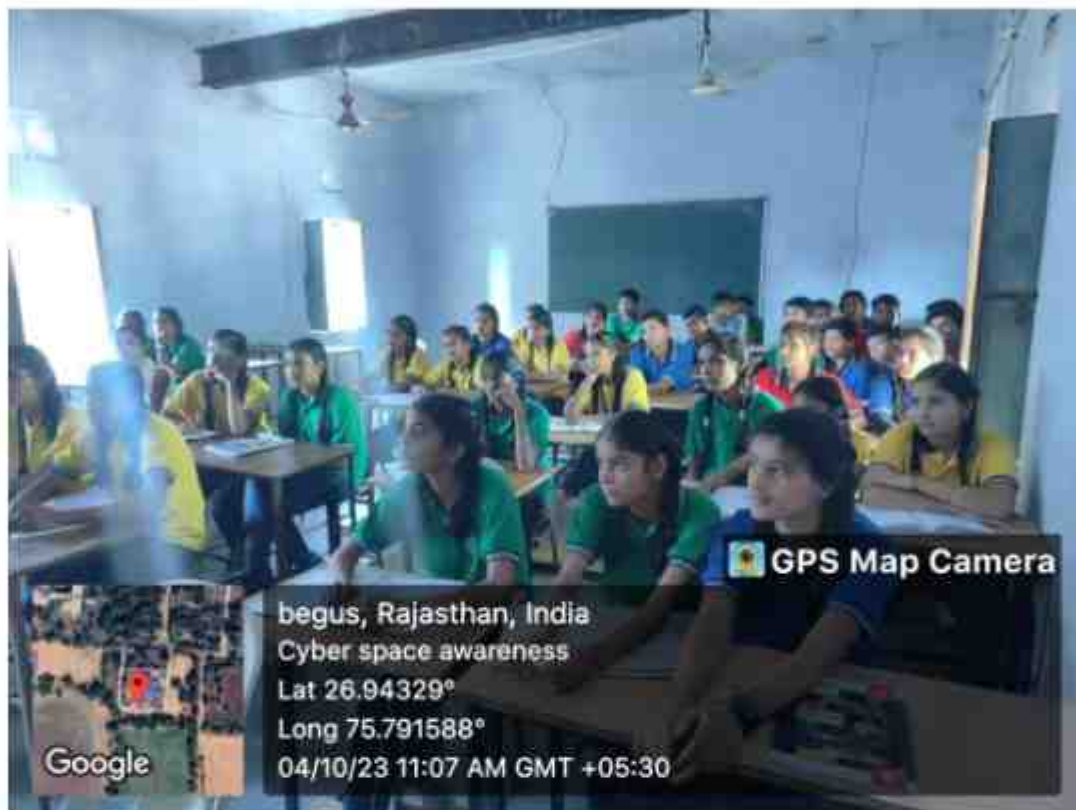 GPS Map Camera
begus, Rajasthan, India
Cyber space awareness
Lat 26.94329°
Long 75.791588°
04/10/23 11:07 AM GMT +05:30
Google